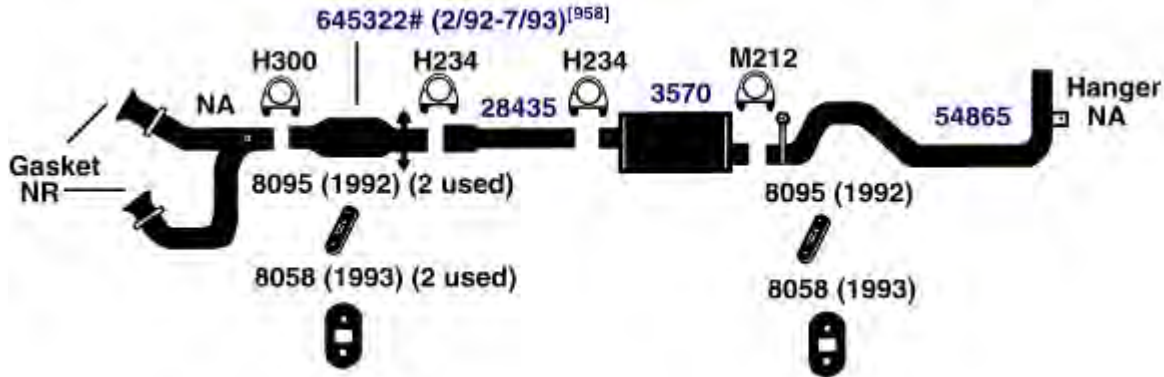 645322# (2/92-7/93)[958]
H300
H234
H234
M212
NA
28435
3570
54865
Hanger
NA
Gasket
NR
8095 (1992) (2 used)
8095 (1992)
8058 (1993) (2 used)
8058 (1993)